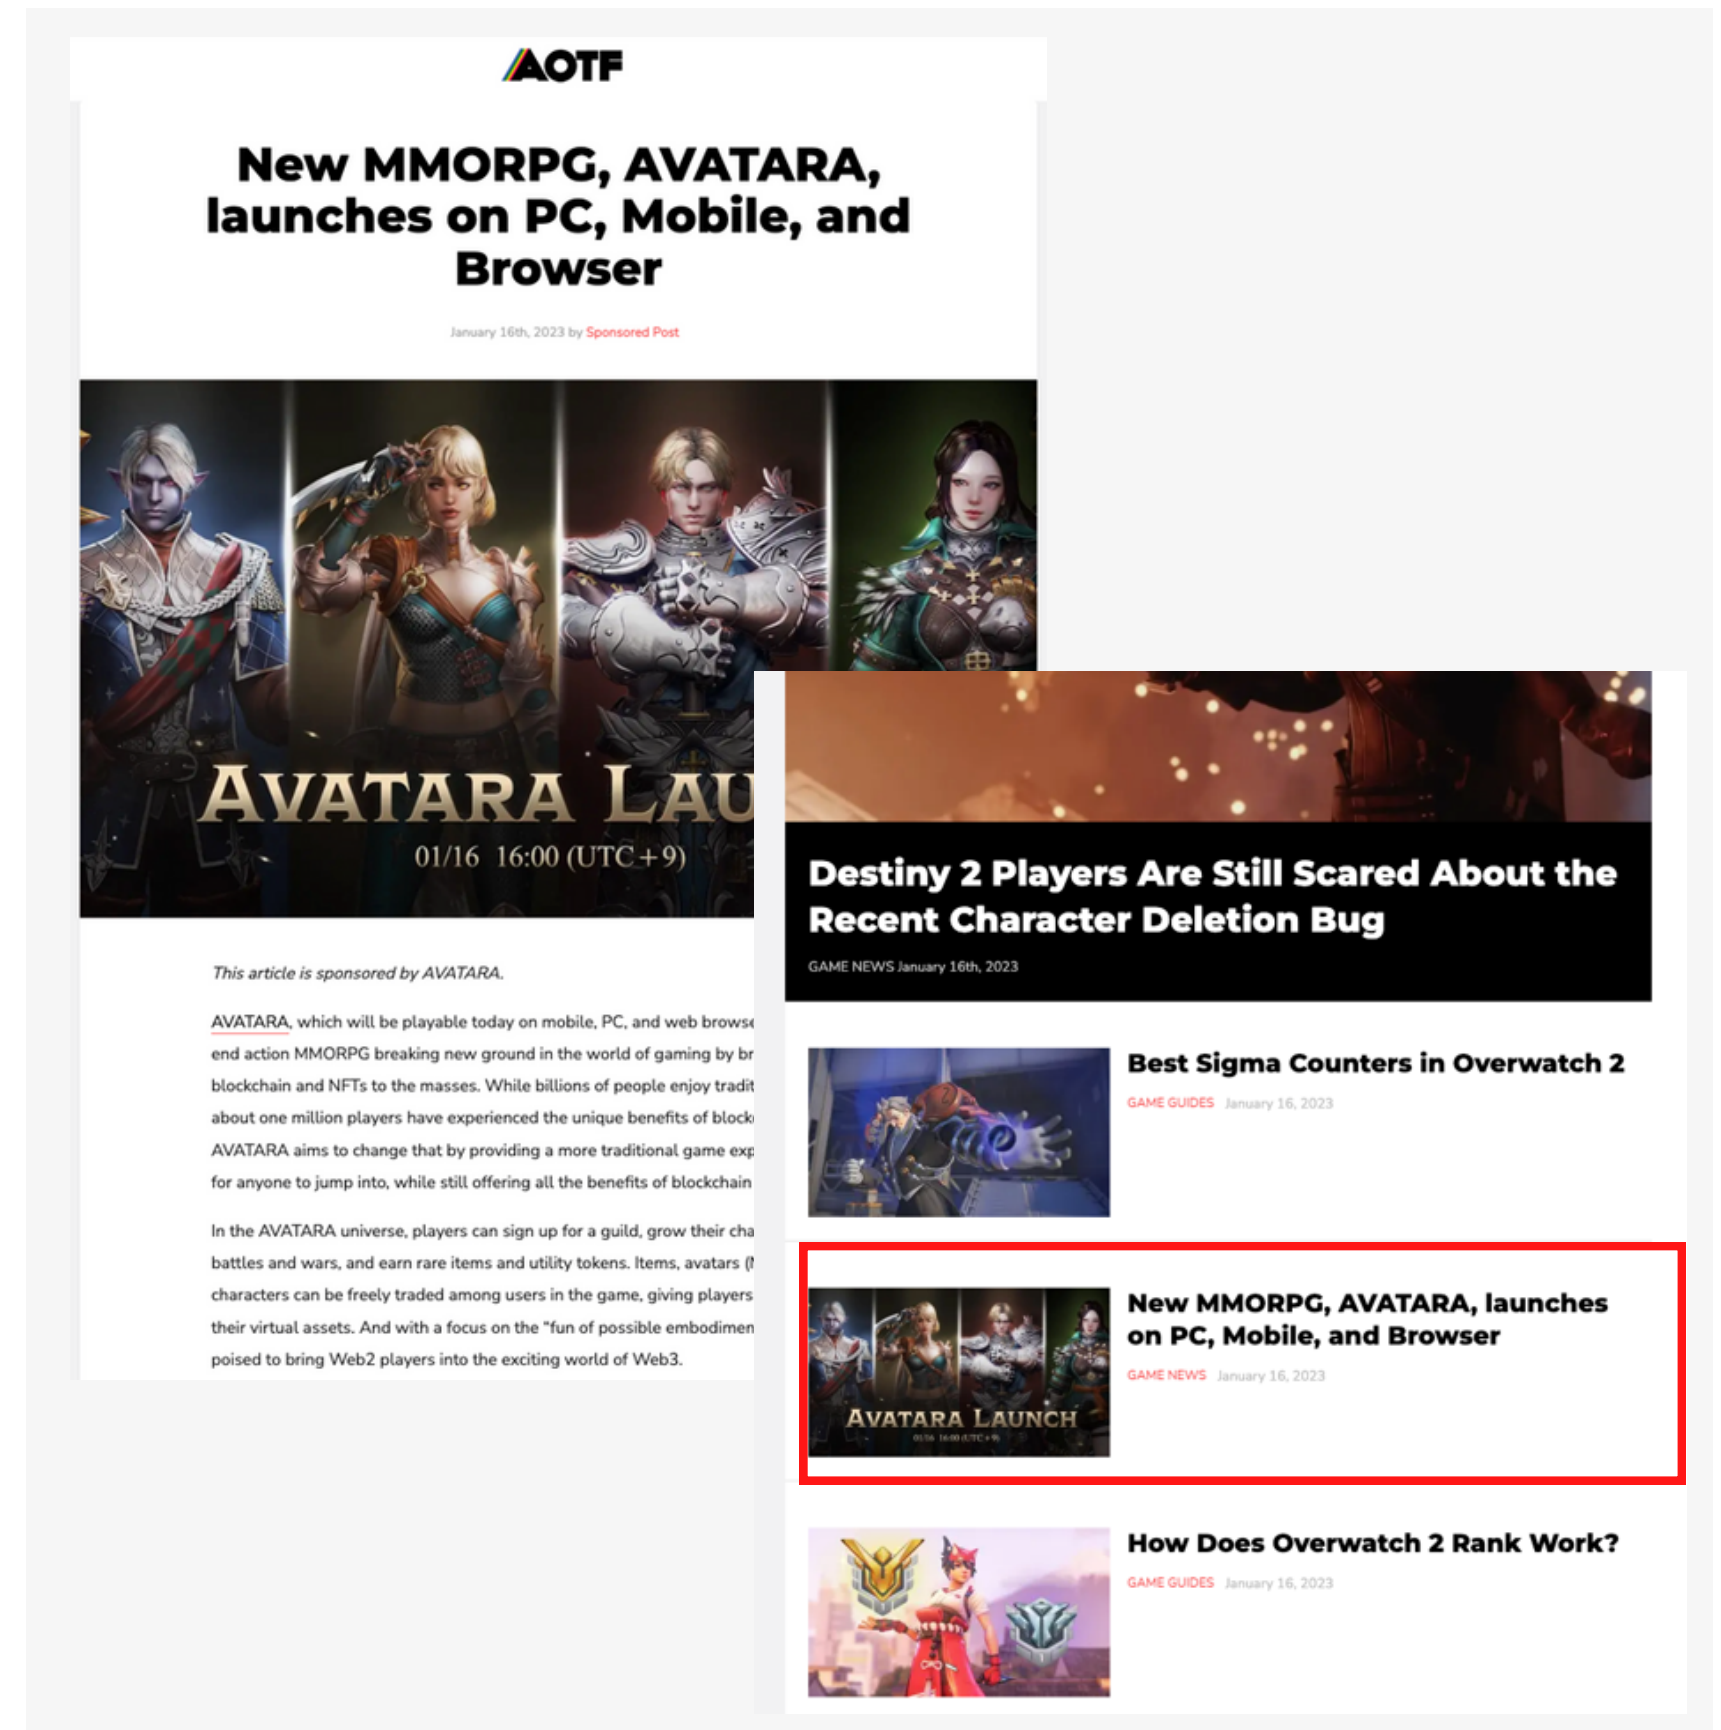 AOTF
New MMORPG, AVATARA,
launches on PC, Mobile, and
Browser
January 16th, 2023 by Sponsored Post
AVATARA LAU
01/16 16:00 (UTC+9)
This article is sponsored by AVATARA.
AVATARA, which will be playable today on mobile, PC, and web browse
end action MMORPG breaking new ground in the world of gaming by br
blockchain and NFTs to the masses. While billions of people enjoy tradit
about one million players have experienced the unique benefits of block
AVATARA aims to change that by providing a more traditional game exp
for anyone to jump into, while still offering all the benefits of blockchain
In the AVATARA universe, players can sign up for a guild, grow their cha
battles and wars, and earn rare items and utility tokens. Items, avatars (
characters can be freely traded among users in the game, giving players
their virtual assets. And with a focus on the "fun of possible embodimen
poised to bring Web2 players into the exciting world of Web3.
Destiny 2 Players Are Still Scared About the
Recent Character Deletion Bug
GAME NEWS January 16th, 2023
Best Sigma Counters in Overwatch 2
GAME GUIDES January 16, 2023
New MMORPG, AVATARA, launches
on PC, Mobile, and Browser
GAME NEWS January 16, 2023
AVATARA LAUNCH
01/16 16:00 (UTC+9)
How Does Overwatch 2 Rank Work?
GAME GUIDES January 16, 2023